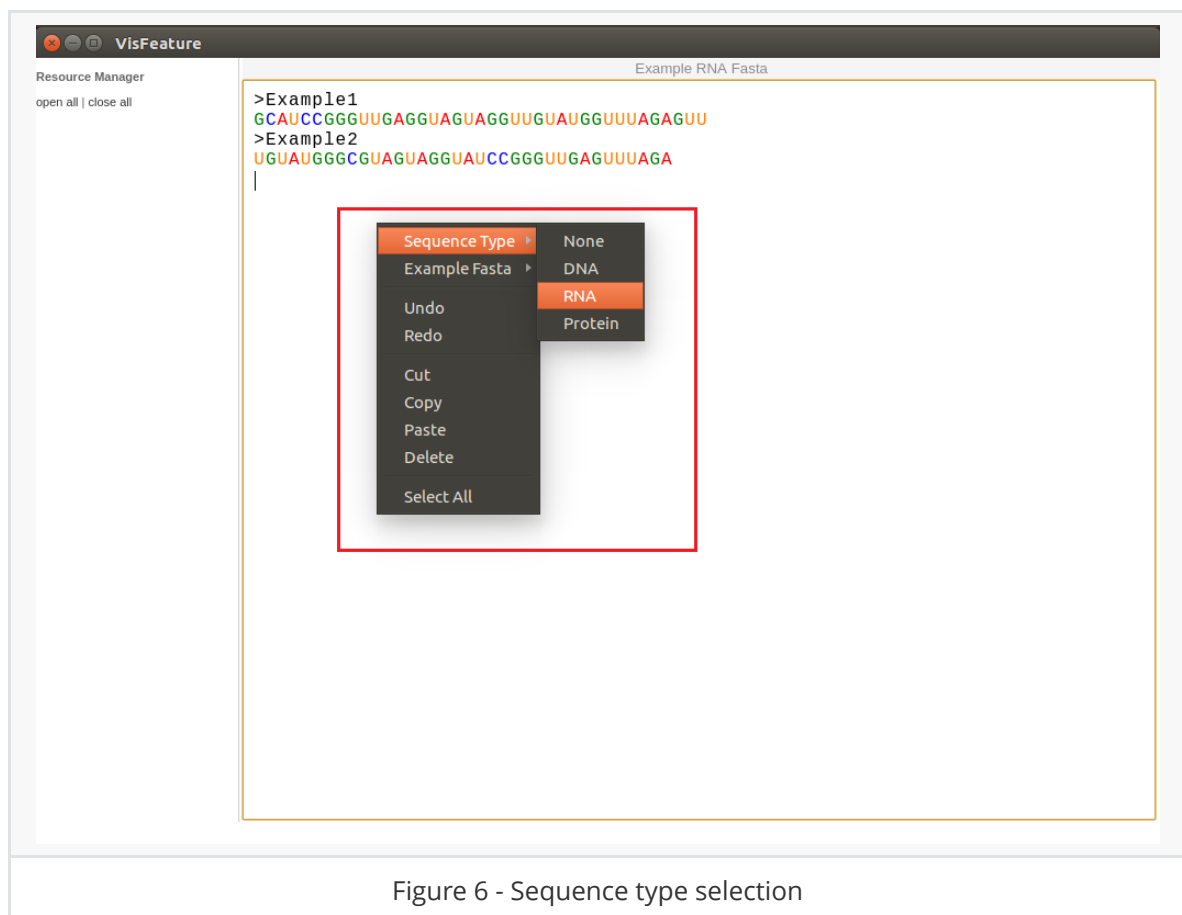 VisFeature
Resource Manager
open all | close all
Example RNA Fasta
>Example1
GCAUCCGGGUUGAGGUAGUAGGUUGUAUGGUUUAGAGUU
>Example2
UGUAUGGGCGUAGUAGGUAUCCGGGUUGAGUUUAGA
Sequence Type
Example Fasta
Undo
Redo
Cut
Copy
Paste
Delete
Select All
None
DNA
RNA
Protein
Figure 6 - Sequence type selection